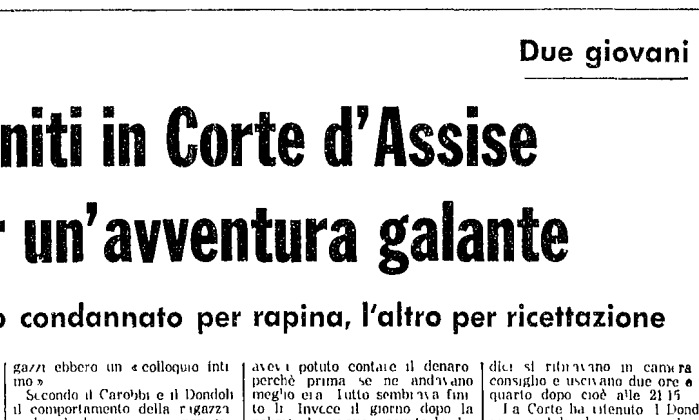 Due giovani
niti in Corte d'Assise
r un'avventura galante
o condannato per rapina, l'altro per ricettazione
gazzi ebbero un « colloquio inti
mo »
Secondo il Carobbi e il Dondoli
il comportamento della ragazza
avesi potuto contare il denaro
perchè prima se ne andavano
meglio era Tutto sembrava fini
to lì Invece il giorno dopo la
dici si ritiravano in camera
consiglio e uscivano due ore e
quarto dopo cioè alle 21 15
La Corte ha ritenuto il D